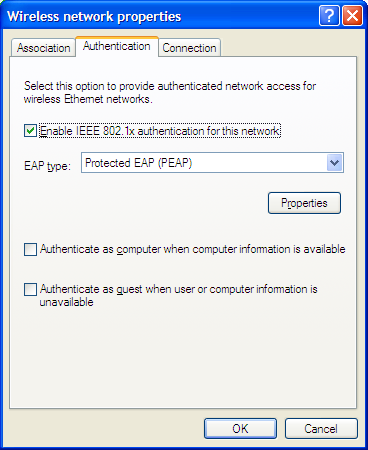 Wireless network properties
Association
Authentication
Connection
Select this option to provide authenticated network access for
wireless Ethernet networks.
Enable IEEE 802.1x authentication for this network
EAP type:
Protected EAP (PEAP)
Properties
Authenticate as computer when computer information is available
Authenticate as guest when user or computer information is
unavailable
OK
Cancel